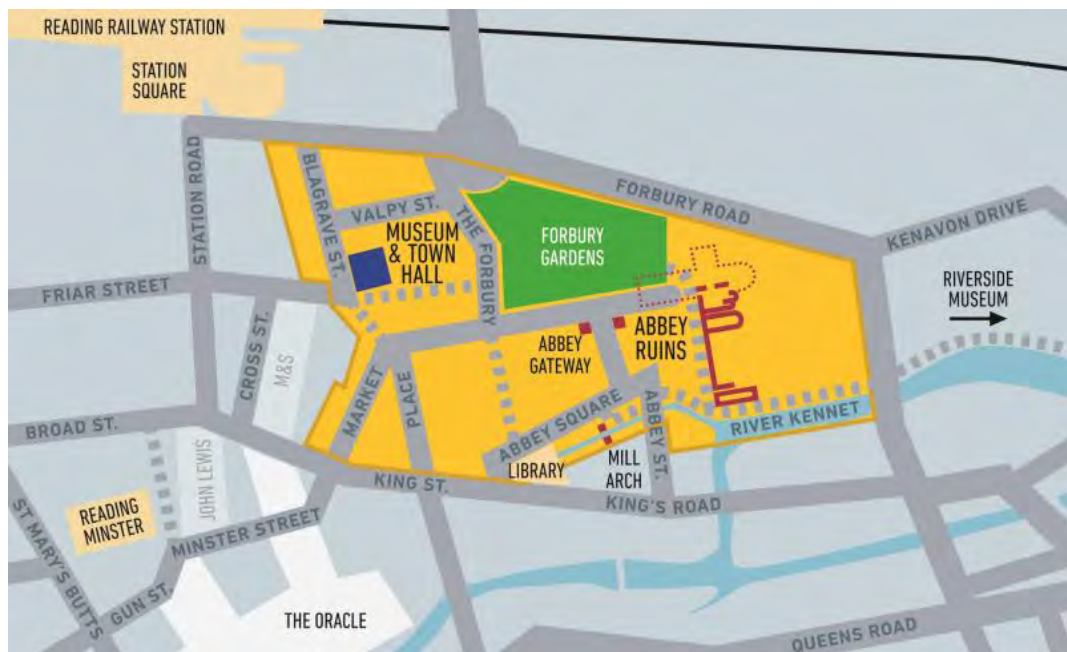 READING RAILWAY STATION
STATION
SQUARE
STATION ROAD
BLAGRAVE ST.
VALPY ST.
THE FORBURY
FORBURY ROAD
FORBURY
GARDENS
MUSEUM
& TOWN
HALL
KENAVON DRIVE
RIVERSIDE
MUSEUM
FRIAR STREET
CROSS ST.
M&S
MARKET
PLACE
ABBEY
GATEWAY
ABBEY
RUINS
ABBEY SQUARE
ABBEY ST.
RIVER KENNET
BROAD ST.
JOHN LEWIS
KING ST.
LIBRARY
MILL
ARCH
KING'S ROAD
READING
MINSTER
MINSTER STREET
ST MARY'S BUTTS
GUN ST.
THE ORACLE
QUEENS ROAD